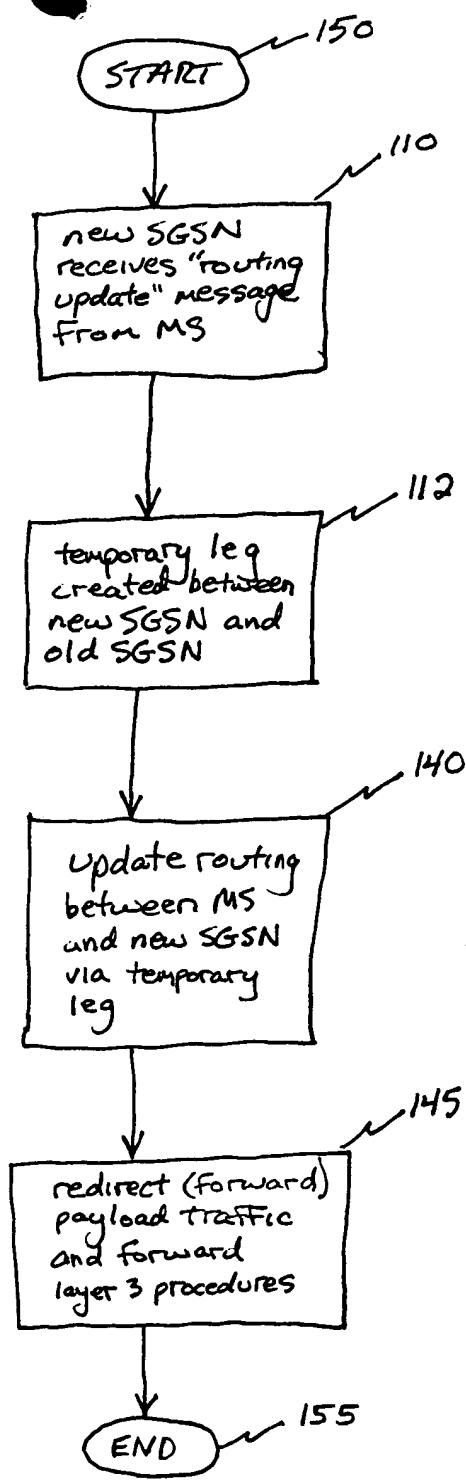 150
START
110
new SGSN
receives "routing
update" message
from MS
112
temporary leg
created between
new SGSN and
old SGSN
140
update routing
between MS
and new SGSN
via temporary
leg
145
redirect (forward)
payload traffic
and forward
layer 3 procedures
END
155